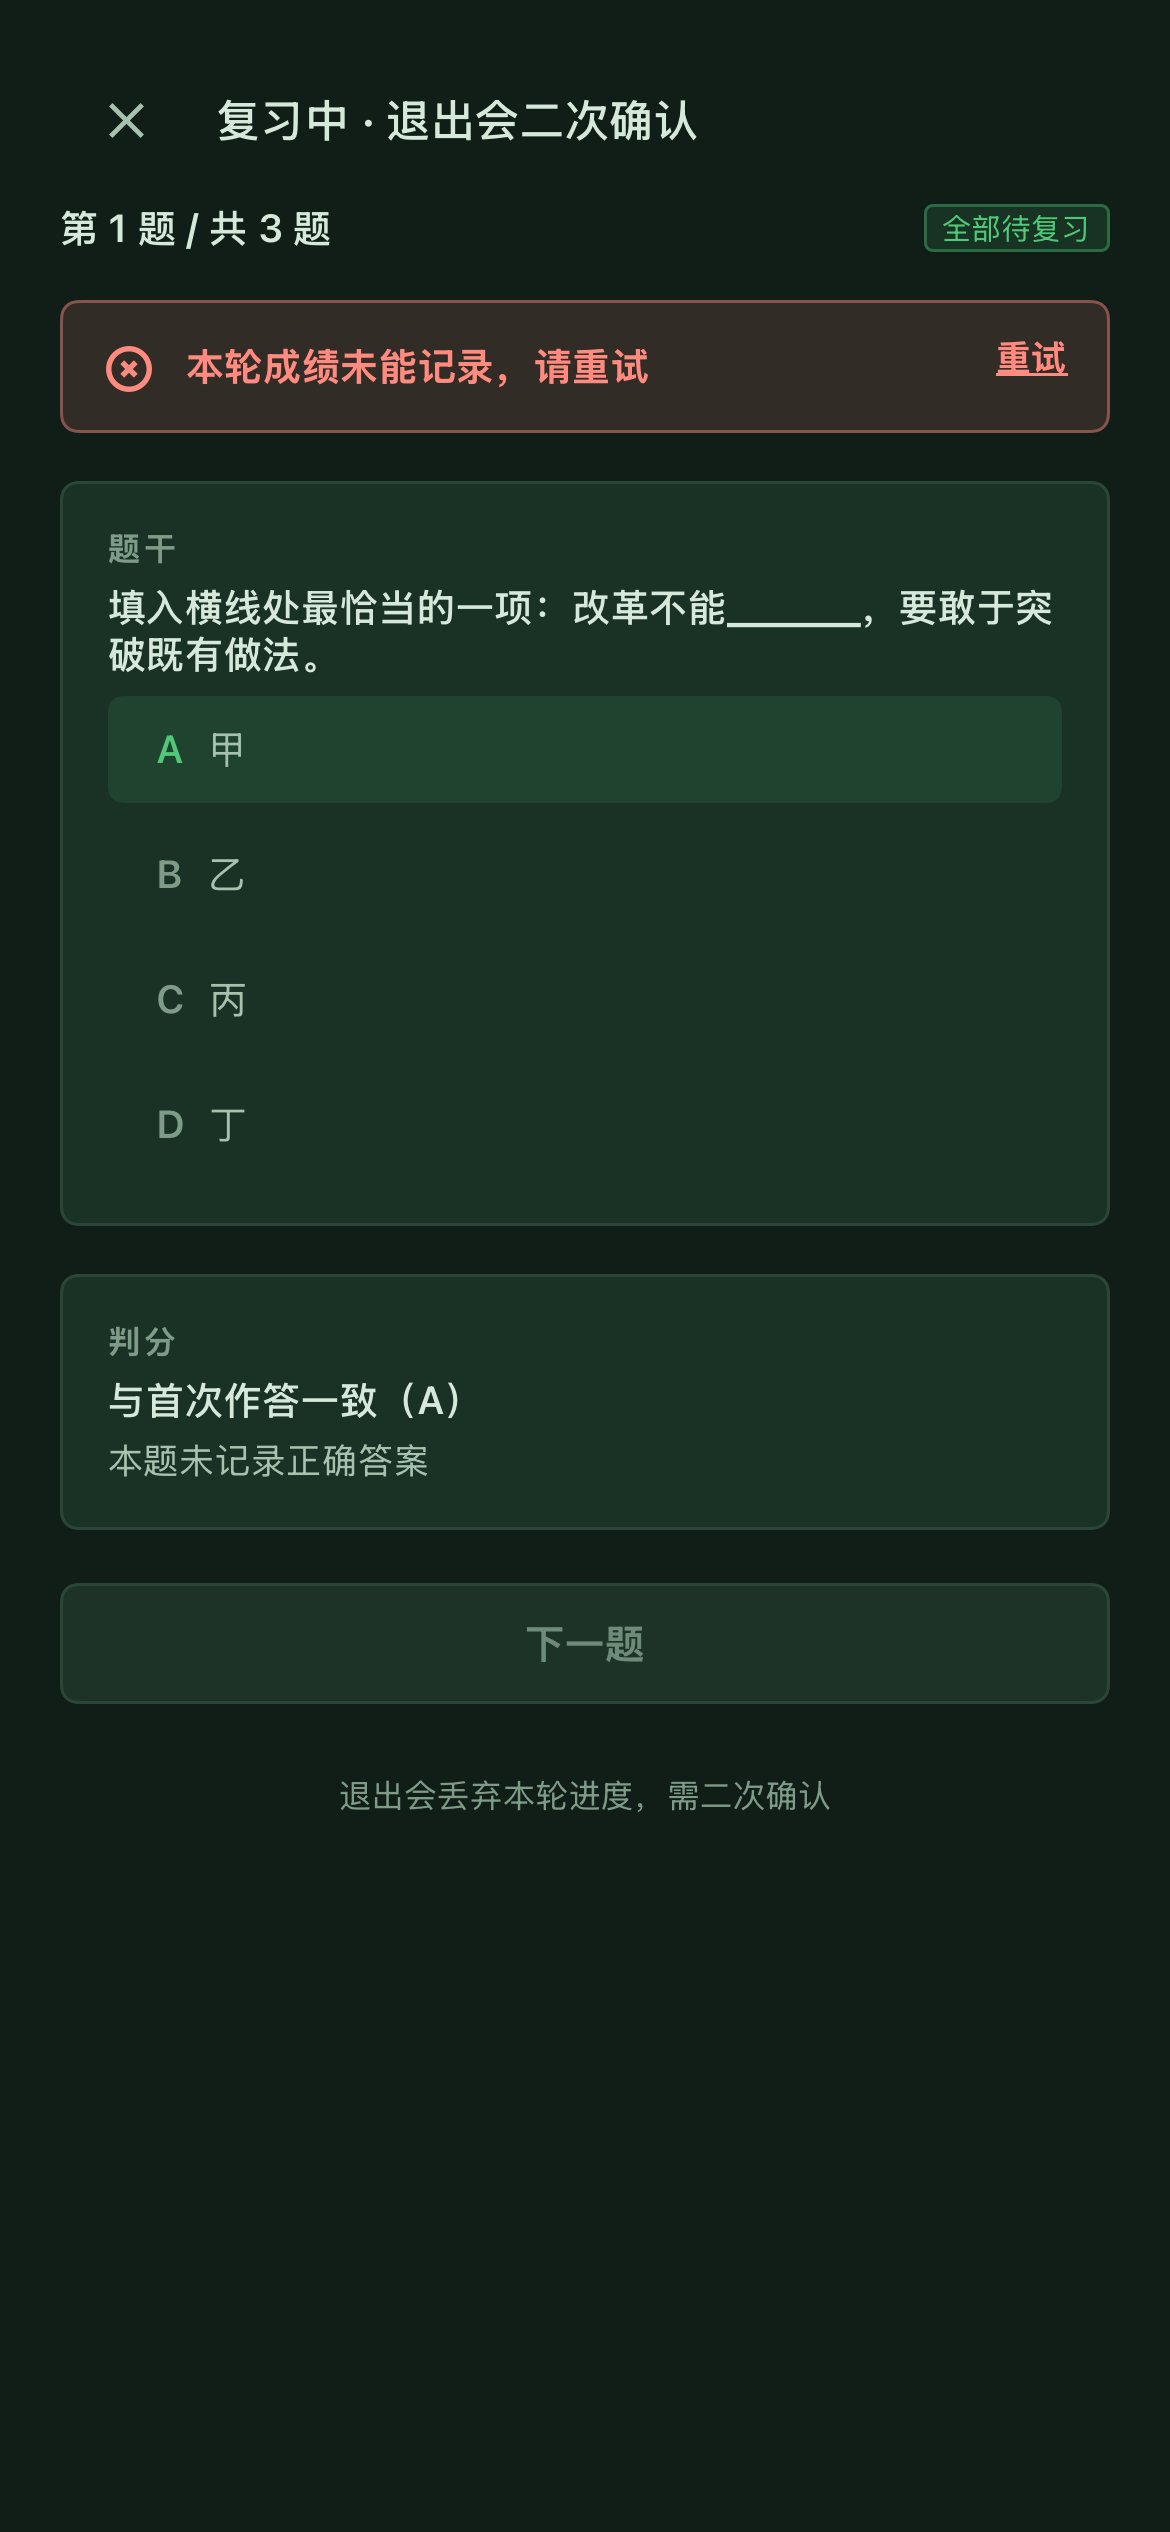 复习中 · 退出会二次确认
第 1 题 / 共 3 题
全部待复习
本轮成绩未能记录，请重试
重试
题干
填入横线处最恰当的一项：改革不能_______，要敢于突
破既有做法。
A 甲
B 乙
C 丙
D 丁
判分
与首次作答一致（A）
本题未记录正确答案
下一题
退出会丢弃本轮进度，需二次确认